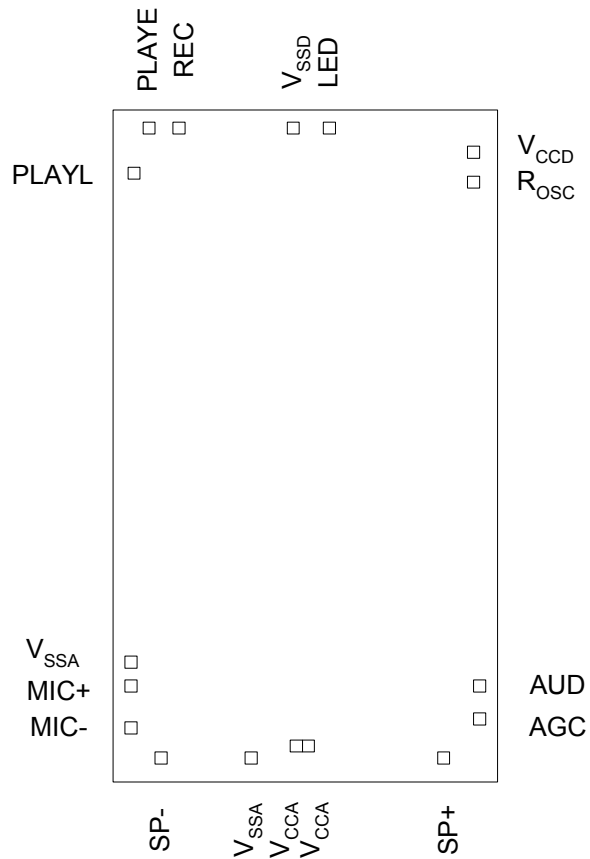 PLAYE
REC
VSSD
LED
PLAYL
VCCD
ROSC
VSSA
MIC+
MIC-
AUD
AGC
SP-
VSSA
VCCA
VCCA
SP+